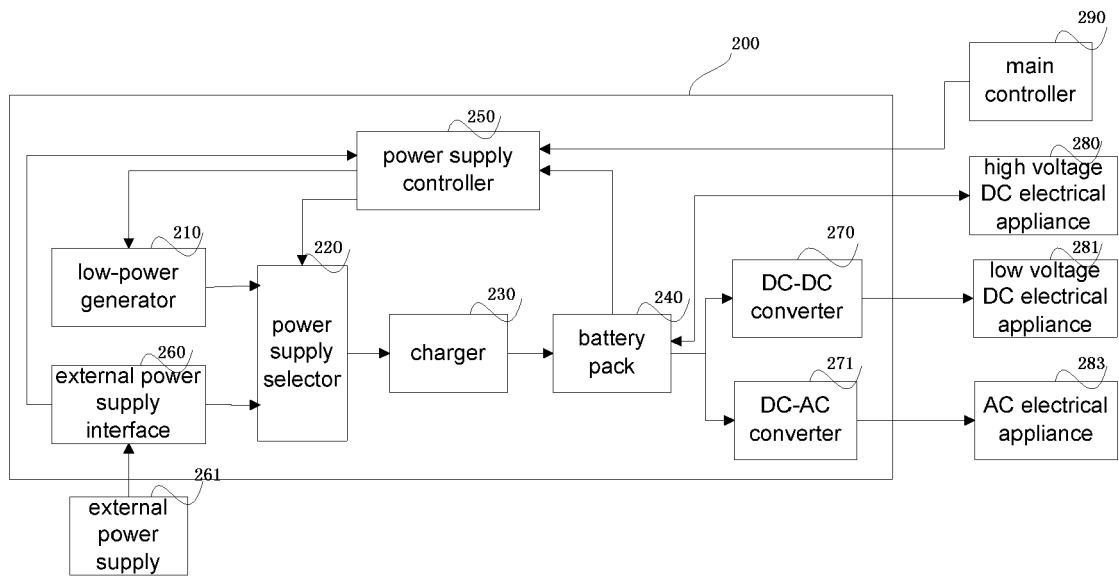 290
main
controller
200
250
power supply
controller
280
high voltage
DC electrical
appliance
210
low-power
generator
220
power
supply
selector
230
charger
240
battery
pack
270
DC-DC
converter
281
low voltage
DC electrical
appliance
260
external power
supply
interface
271
DC-AC
converter
283
AC electrical
appliance
261
external
power
supply